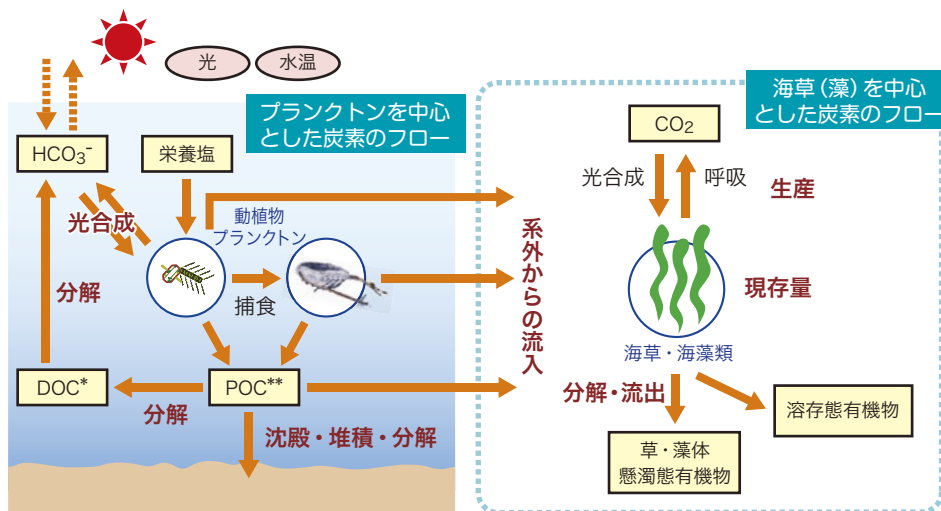 光
水温
プランクトンを中心
とした炭素のフロー
海草(藻)を中心
とした炭素のフロー
HCO₃⁻
栄養塩
CO₂
光合成
呼吸
生産
光合成
動植物
プランクトン
捕食
系外からの流入
現存量
分解
海草・海藻類
DOC*
分解
POC**
分解・流出
溶存態有機物
沈殿・堆積・分解
草・藻体
懸濁態有機物